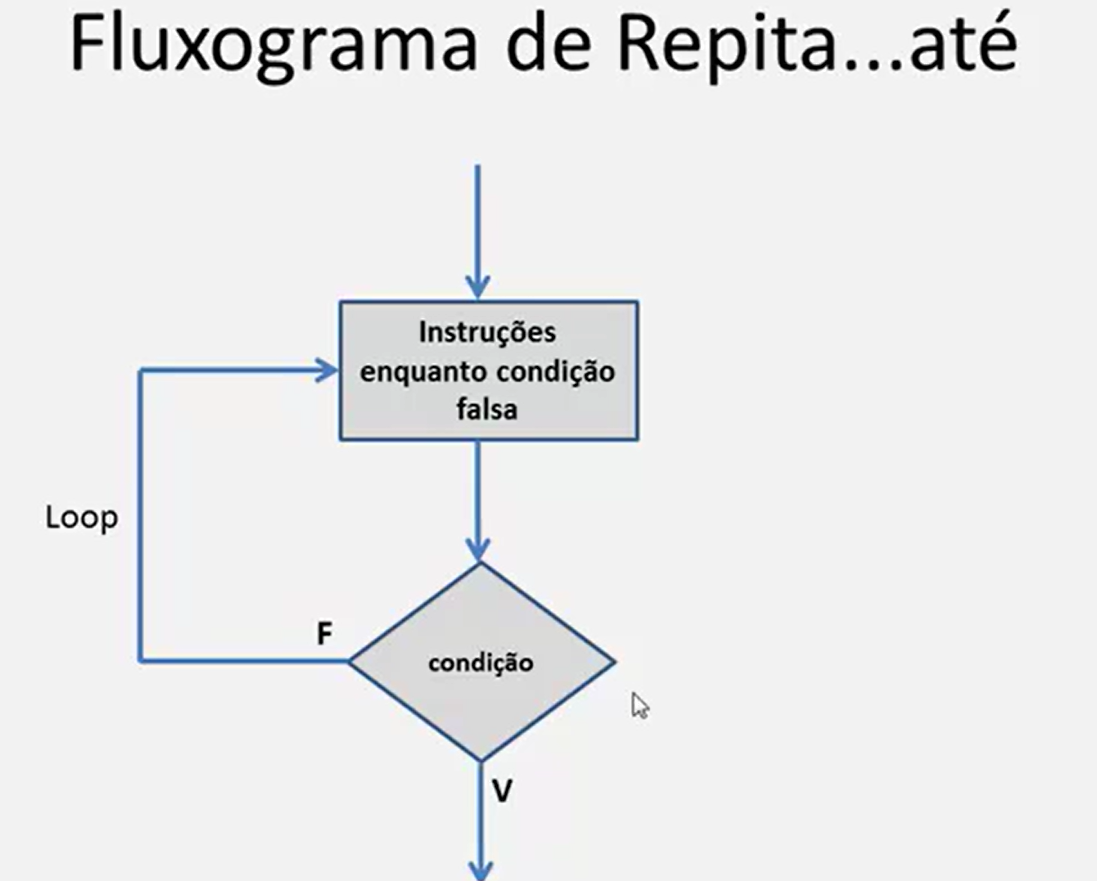 Fluxograma de Repita...até
Instruções
enquanto condição
falsa
Loop
F
condição
V